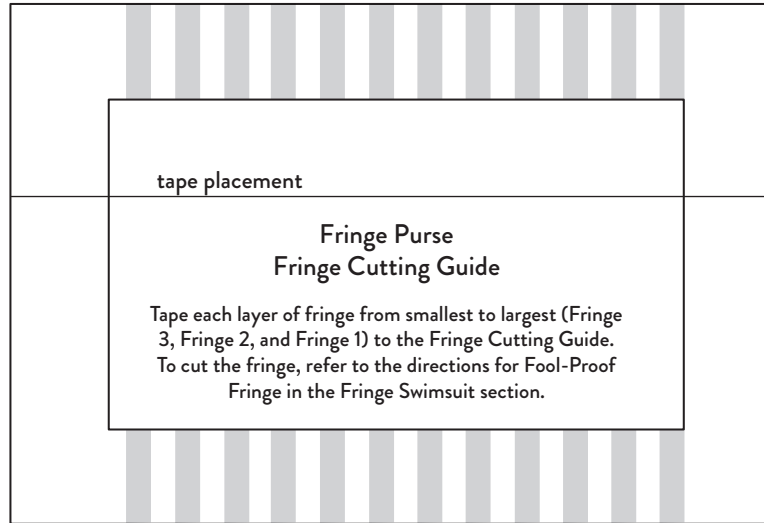 tape placement
Fringe Purse
Fringe Cutting Guide
Tape each layer of fringe from smallest to largest (Fringe
3, Fringe 2, and Fringe 1) to the Fringe Cutting Guide.
To cut the fringe, refer to the directions for Fool-Proof
Fringe in the Fringe Swimsuit section.